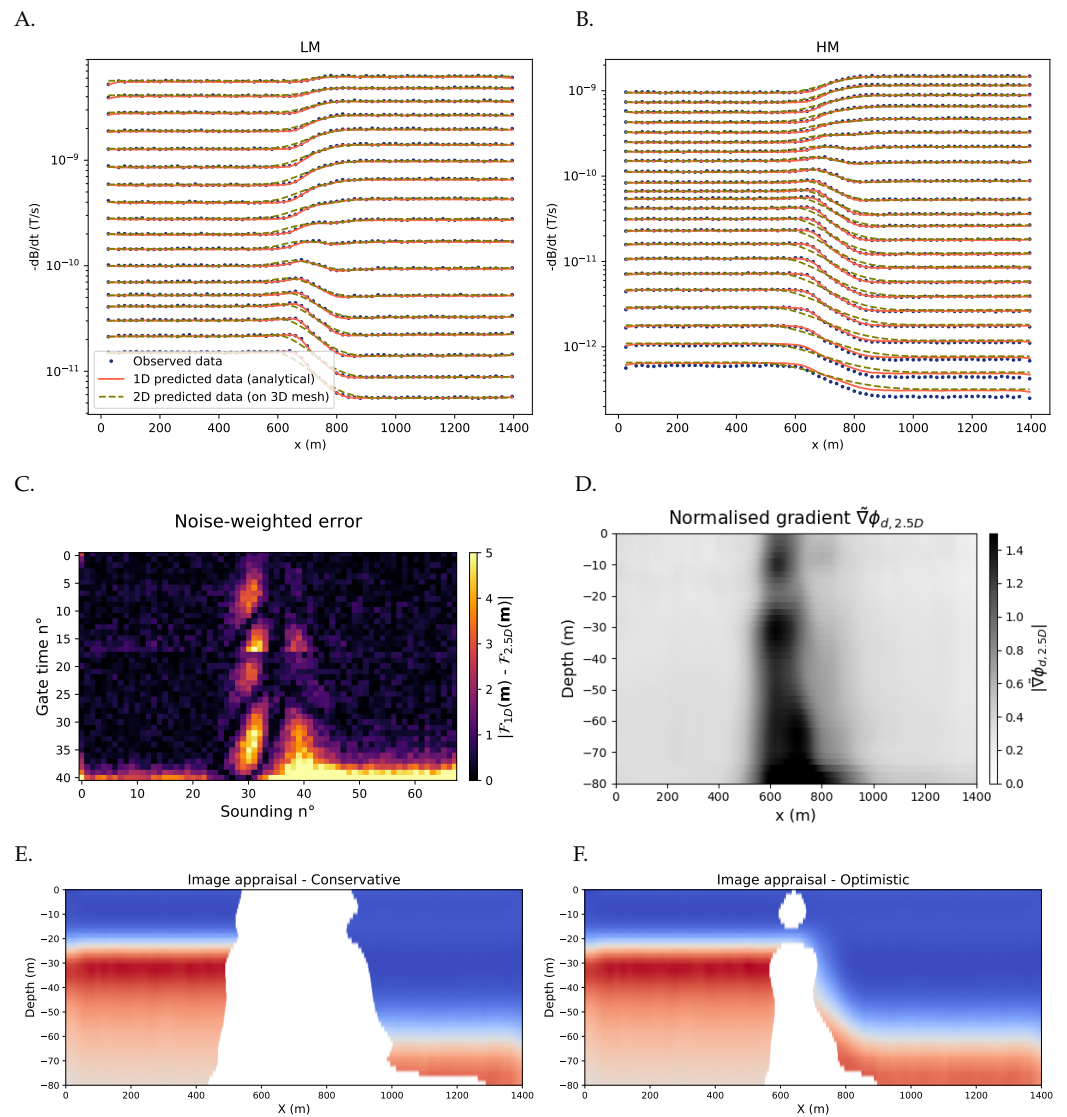 A.
B.
LM
HM
10⁻⁹
10⁻¹⁰
10⁻¹¹
-dB/dt (T/s)
Observed data
1D predicted data (analytical)
2D predicted data (on 3D mesh)
0 200 400 600 800 1000 1200 1400
x (m)
10⁻⁹
10⁻¹⁰
10⁻¹¹
10⁻¹²
-dB/dt (T/s)
0 200 400 600 800 1000 1200 1400
x (m)
C.
D.
Noise-weighted error
0
5
10
15
20
25
30
35
40
Gate time n°
0 10 20 30 40 50 60
Sounding n°
5
4
3
2
1
0
|ℱ₁D(𝐦) - ℱ₂.₅D(𝐦)|
Normalised gradient ∇̃ϕd, 2.5D
0
−10
−20
−30
−40
−50
−60
−70
−80
Depth (m)
0 200 400 600 800 1000 1200 1400
x (m)
1.4
1.2
1.0
0.8
0.6
0.4
0.2
0.0
|∇̃ϕd, 2.5D|
E.
F.
Image appraisal - Conservative
0
−10
−20
−30
−40
−50
−60
−70
−80
Depth (m)
0 200 400 600 800 1000 1200 1400
X (m)
Image appraisal - Optimistic
0
−10
−20
−30
−40
−50
−60
−70
−80
Depth (m)
0 200 400 600 800 1000 1200 1400
X (m)